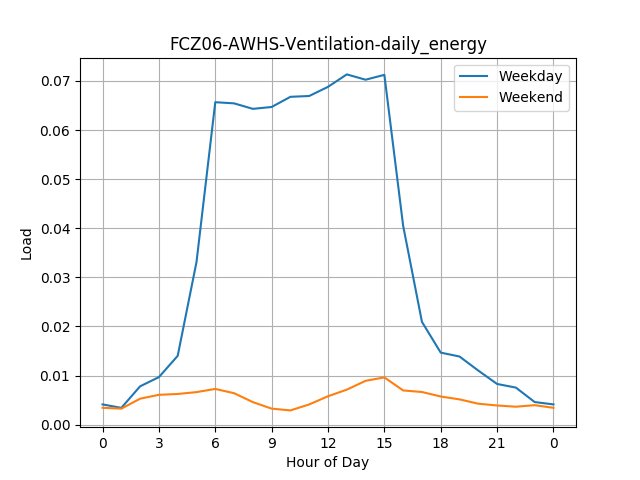 FCZ06-AWHS-Ventilation-daily_energy
Weekday
Weekend
Load
0.07
0.06
0.05
0.04
0.03
0.02
0.01
0.00
0 3 6 9 12 15 18 21 0
Hour of Day